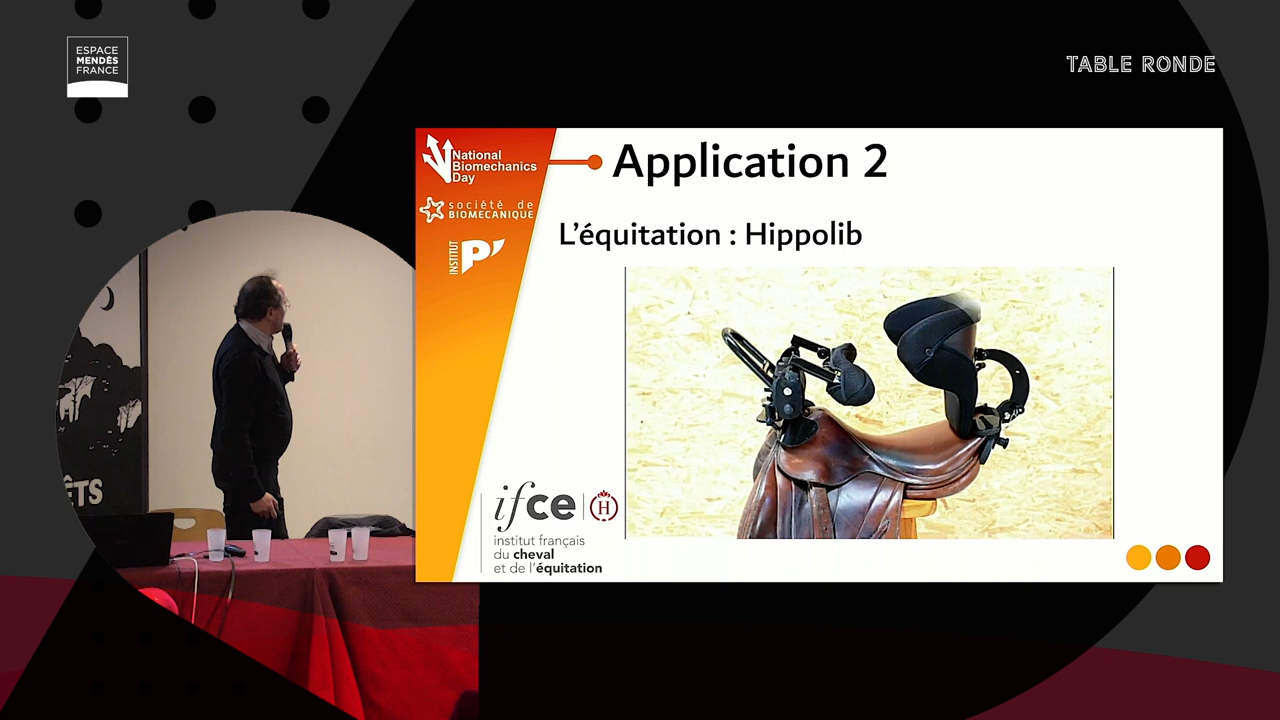 ESPACE
MENDÈS
FRANCE
TABLE RONDE
National
Biomechanics
Day
société de
BIOMECANIQUE
INSTITUT
P'
Application 2
L'équitation : Hippolib
ifce
H
institut français
du cheval
et de l'équitation
ÊTS